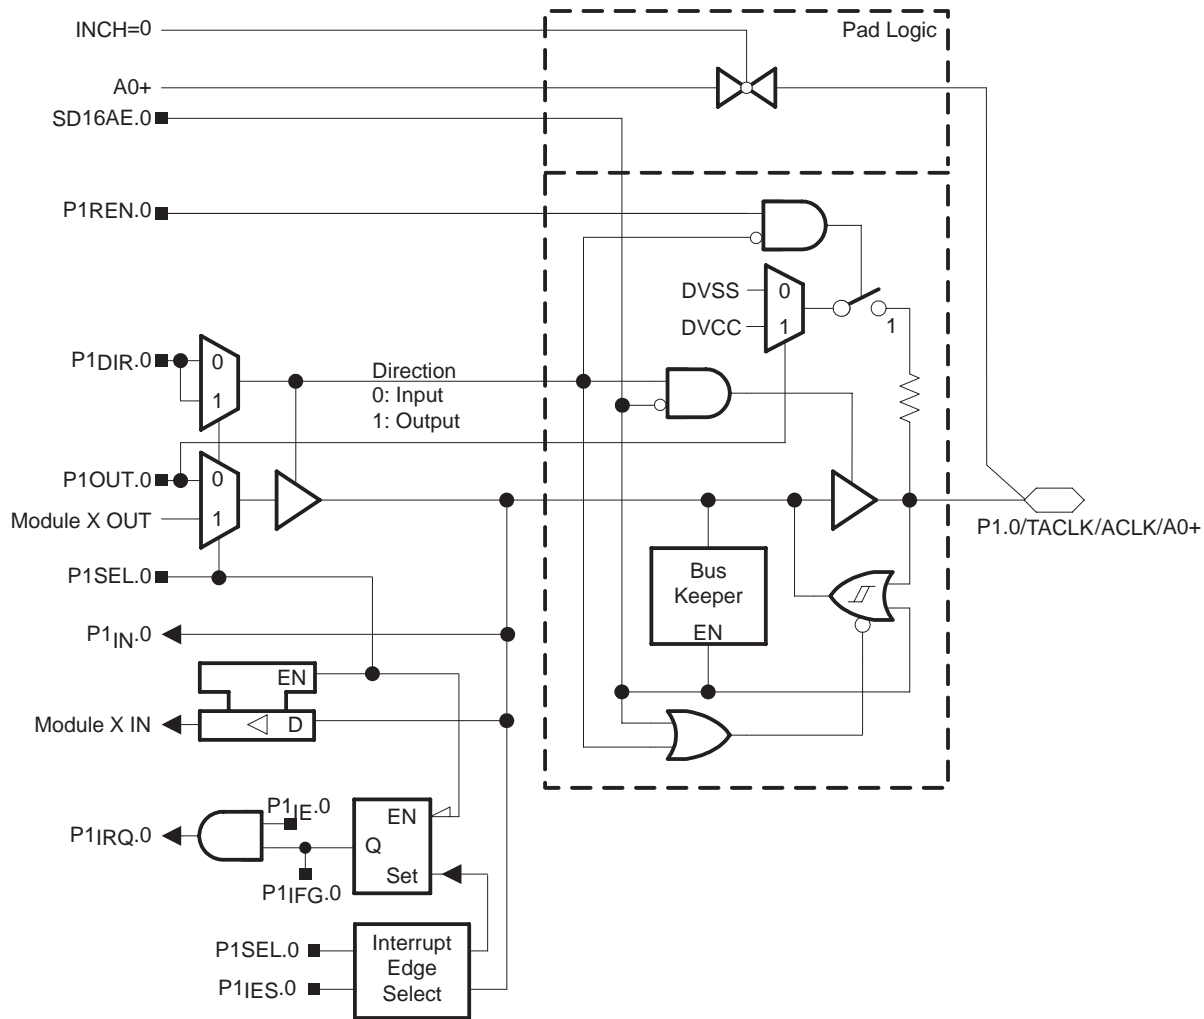 INCH=0
Pad Logic
A0+
SD16AE.0
P1REN.0
DVSS
0
DVCC
1
1
P1DIR.0
0
1
Direction
0: Input
1: Output
P1OUT.0
0
Module X OUT
1
P1.0/TACLK/ACLK/A0+
P1SEL.0
Bus
Keeper
EN
P1IN.0
EN
Module X IN
D
P1IE.0
P1IRQ.0
EN
Q
Set
P1IFG.0
P1SEL.0
P1IES.0
Interrupt
Edge
Select